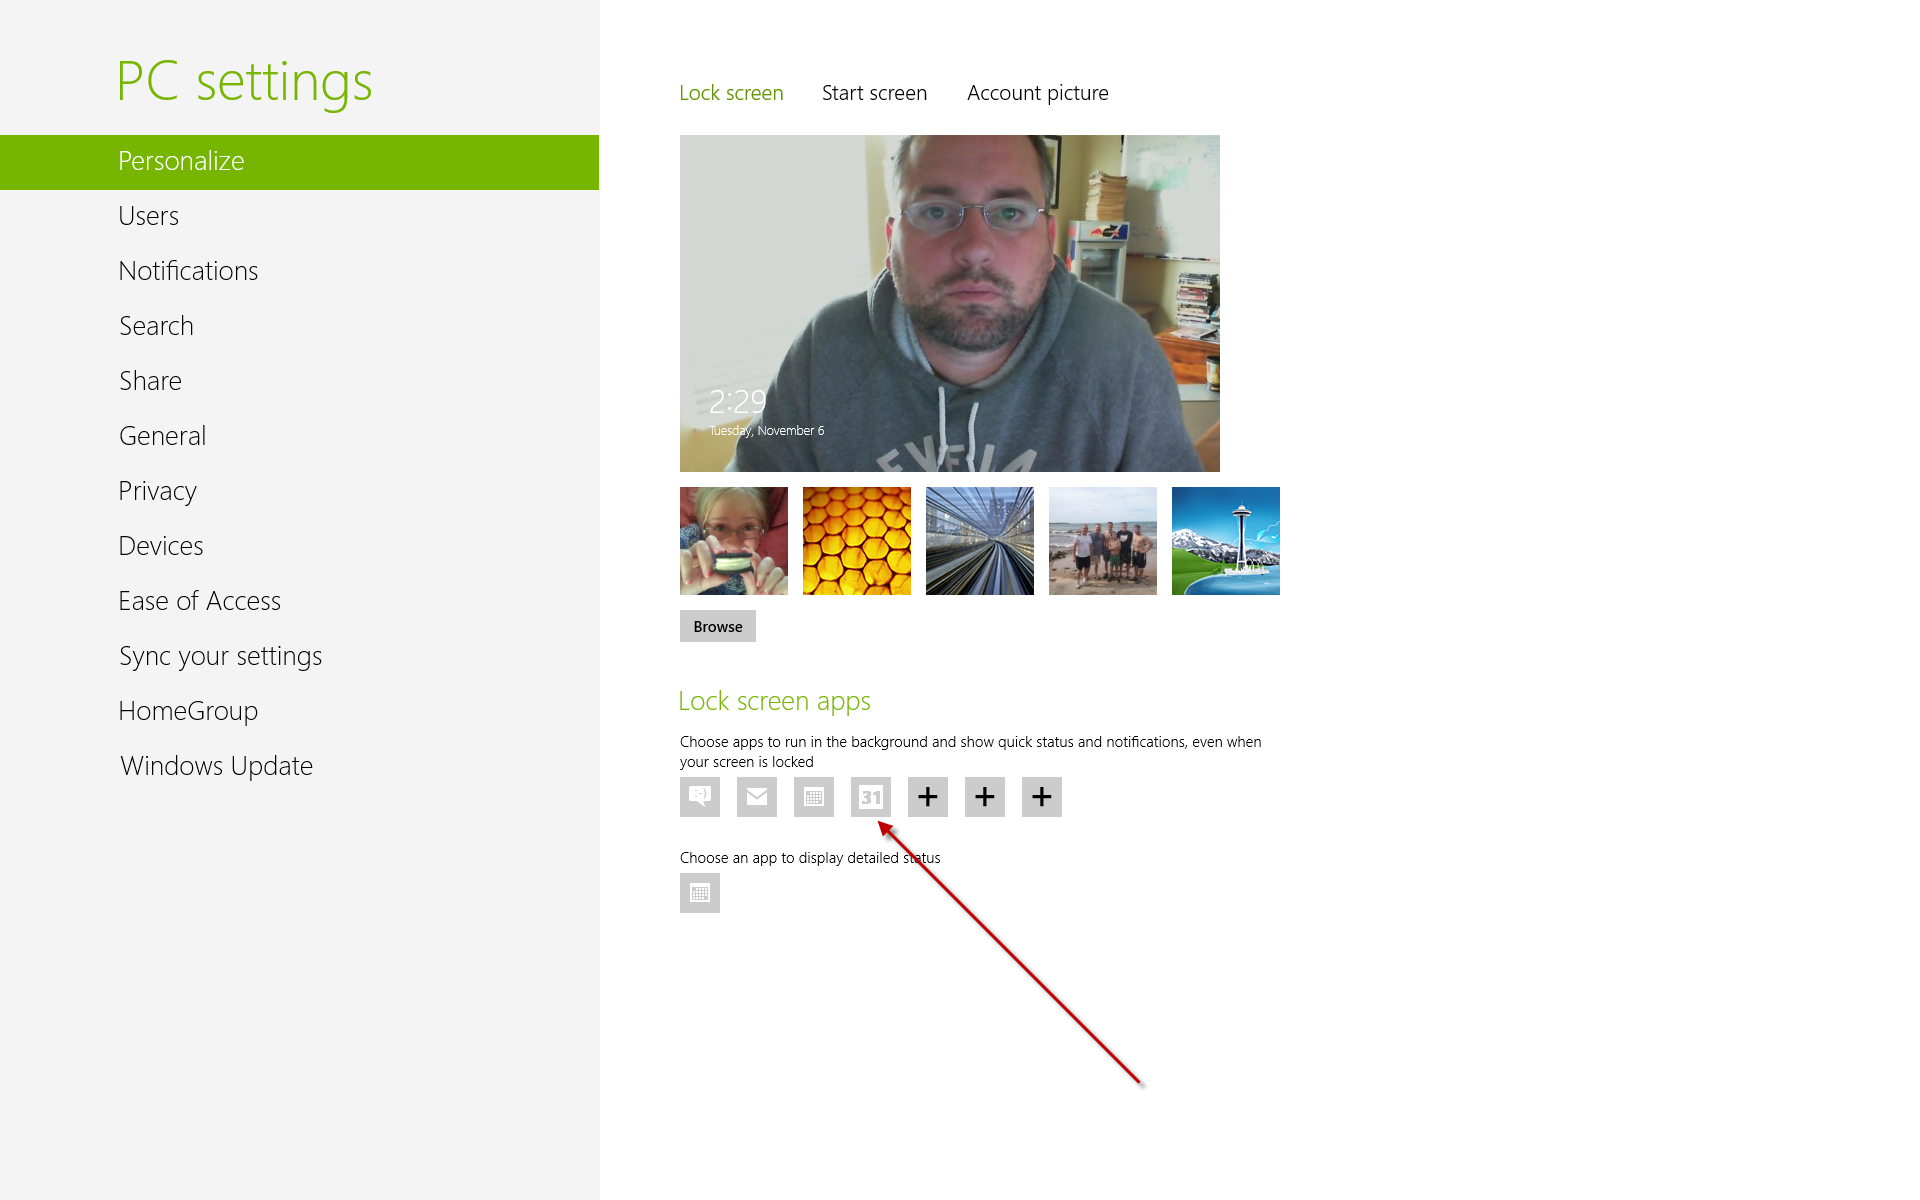 PC settings
Personalize
Users
Notifications
Search
Share
General
Privacy
Devices
Ease of Access
Sync your settings
HomeGroup
Windows Update
Lock screen Start screen Account picture
2:29
Tuesday, November 6
Browse
Lock screen apps
Choose apps to run in the background and show quick status and notifications, even when
your screen is locked
:-)
31
Choose an app to display detailed status